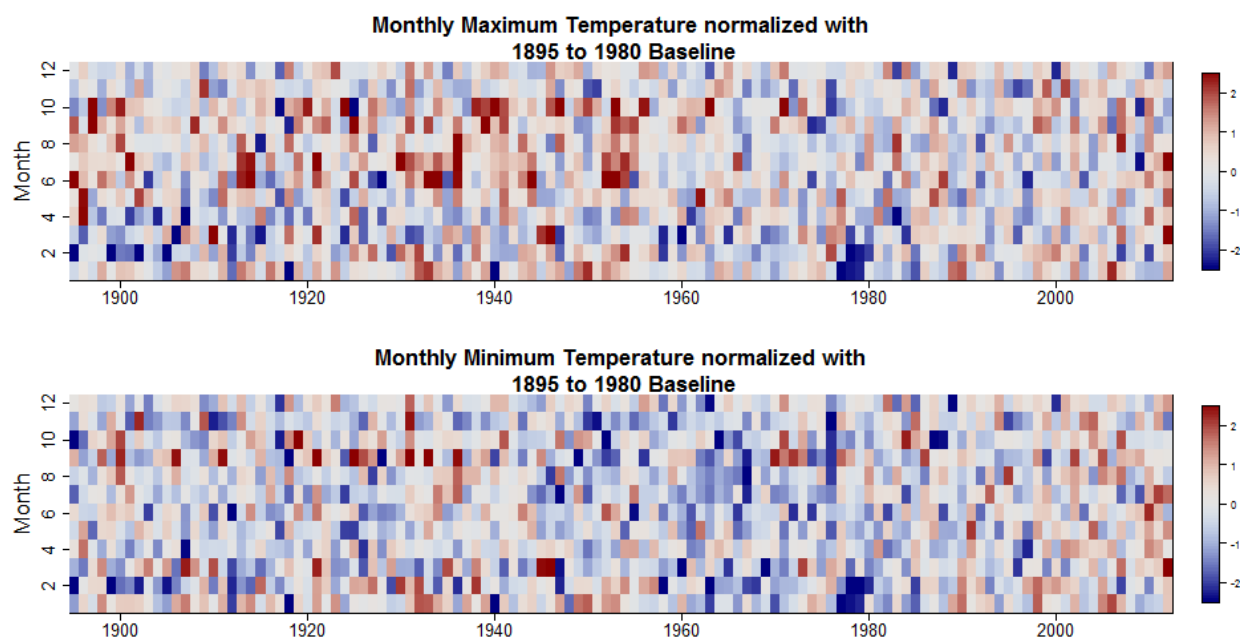 Monthly Maximum Temperature normalized with
1895 to 1980 Baseline
Month
12
10
8
6
4
2
1900 1920 1940 1960 1980 2000
2
1
0
-1
-2
Monthly Minimum Temperature normalized with
1895 to 1980 Baseline
Month
12
10
8
6
4
2
1900 1920 1940 1960 1980 2000
2
1
0
-1
-2